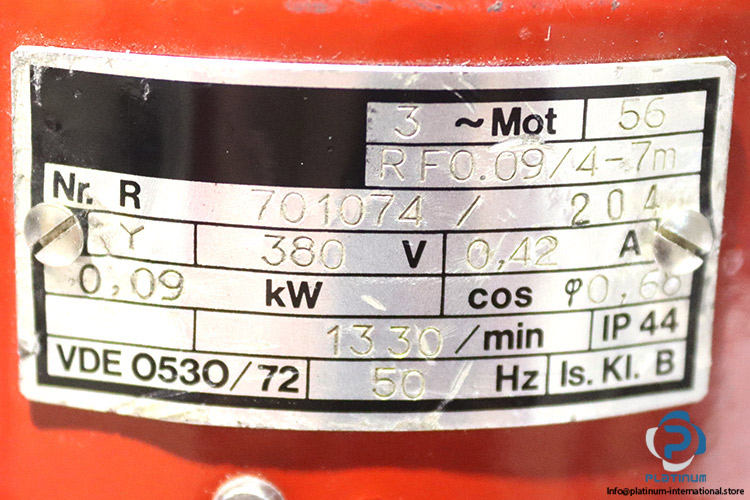 3 ~Mot 56
RF0.09/4-7m
Nr. R 701074 / 204
Y 380 V 0,42 A
0,09 kW cos φ 0,68
1330 /min IP 44
VDE 0530/72 50 Hz Is. Kl. B
P
PLATINUM
Info@platinum-international.store